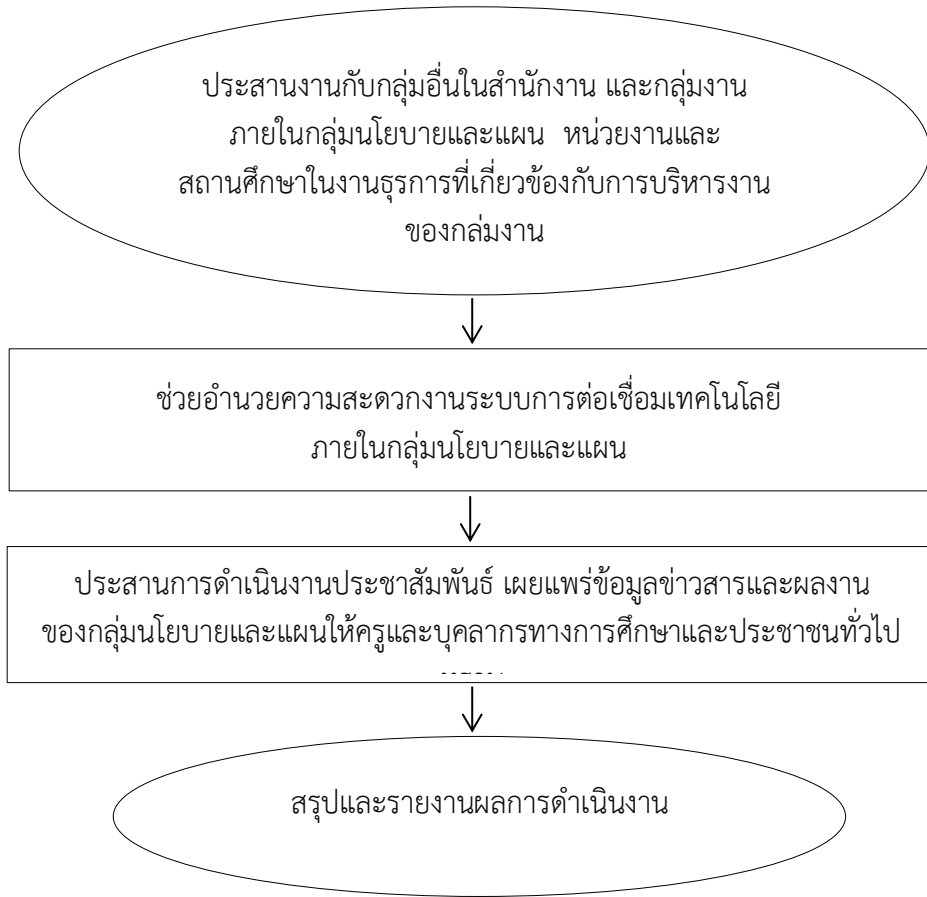 ประสานงานกับกลุ่มอื่นในสำนักงาน และกลุ่มงาน
ภายในกลุ่มนโยบายและแผน หน่วยงานและ
สถานศึกษาในงานธุรการที่เกี่ยวข้องกับการบริหารงาน
ของกล่มงาน
ช่วยอำนวยความสะดวกงานระบบการต่อเชื่อมเทคโนโลยี
ภายในกลุ่มนโยบายและแผน
ประสานการดำเนินงานประชาสัมพันธ์ เผยแพร่ข้อมูลข่าวสารและผลงาน
ของกลุ่มนโยบายและแผนให้ครูและบุคลากรทางการศึกษาและประชาชนทั่วไป
สรุปและรายงานผลการดำเนินงาน